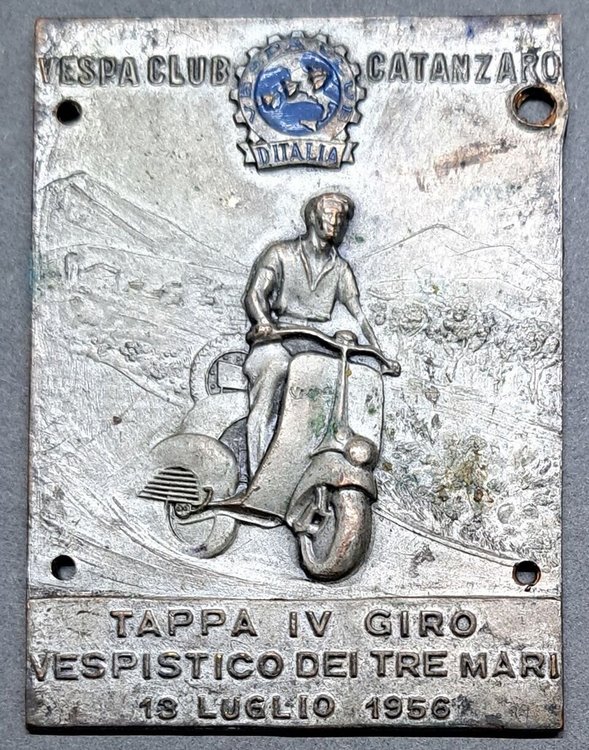 VESPA CLUB CATANZARO
D'ITALIA
TAPPA IV GIRO
VESPISTICO DEI TRE MARI
13 LUGLIO 1956